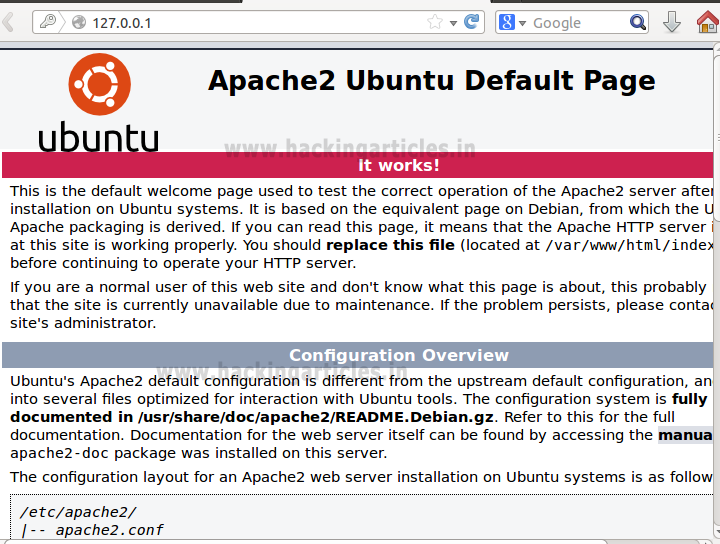 127.0.0.1
Google
Apache2 Ubuntu Default Page
ubuntu
www.hackingarticles.in
It works!
This is the default welcome page used to test the correct operation of the Apache2 server after
installation on Ubuntu systems. It is based on the equivalent page on Debian, from which the U
Apache packaging is derived. If you can read this page, it means that the Apache HTTP server i
at this site is working properly. You should replace this file (located at /var/www/html/index
before continuing to operate your HTTP server.
If you are a normal user of this web site and don't know what this page is about, this probably
that the site is currently unavailable due to maintenance. If the problem persists, please contac
site's administrator.
Configuration Overview
www.hackingarticles.in
Ubuntu's Apache2 default configuration is different from the upstream default configuration, an
into several files optimized for interaction with Ubuntu tools. The configuration system is fully
documented in /usr/share/doc/apache2/README.Debian.gz. Refer to this for the full
documentation. Documentation for the web server itself can be found by accessing the manua
apache2-doc package was installed on this server.
The configuration layout for an Apache2 web server installation on Ubuntu systems is as follow
/etc/apache2/
|-- apache2.conf